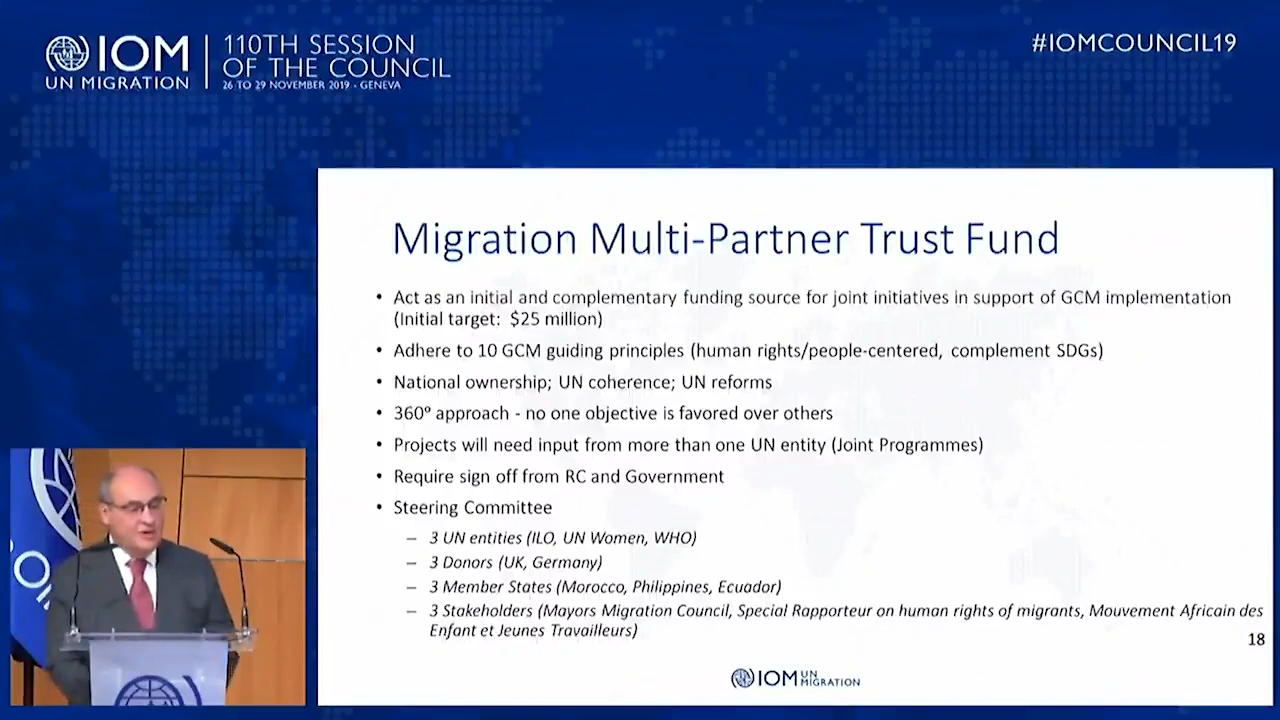 IOM
UN MIGRATION
110TH SESSION
OF THE COUNCIL
26 TO 29 NOVEMBER 2019 - GENEVA
#IOMCOUNCIL19
Migration Multi-Partner Trust Fund
• Act as an initial and complementary funding source for joint initiatives in support of GCM implementation
(Initial target: $25 million)
• Adhere to 10 GCM guiding principles (human rights/people-centered, complement SDGs)
• National ownership; UN coherence; UN reforms
• 360º approach - no one objective is favored over others
• Projects will need input from more than one UN entity (Joint Programmes)
• Require sign off from RC and Government
• Steering Committee
– 3 UN entities (ILO, UN Women, WHO)
– 3 Donors (UK, Germany)
– 3 Member States (Morocco, Philippines, Ecuador)
– 3 Stakeholders (Mayors Migration Council, Special Rapporteur on human rights of migrants, Mouvement Africain des
Enfant et Jeunes Travailleurs)
18
IOM UN MIGRATION